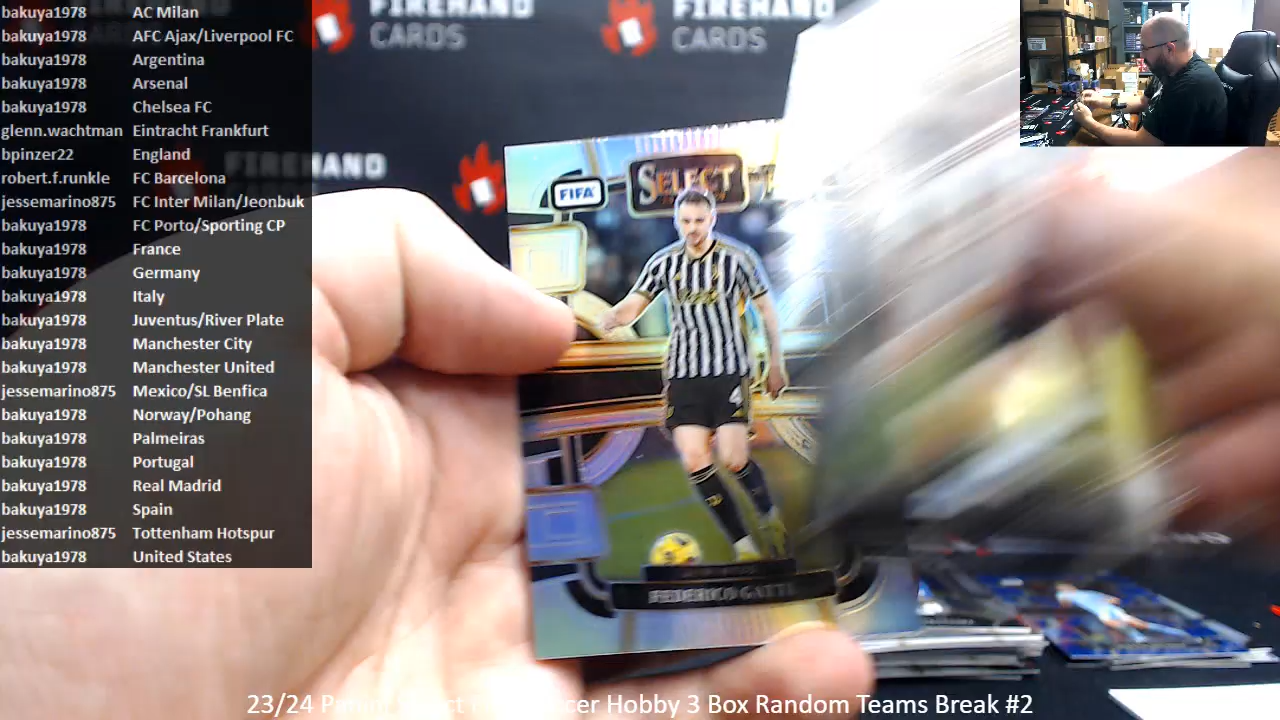 bakuya1978 AC Milan
bakuya1978 AFC Ajax/Liverpool FC
bakuya1978 Argentina
bakuya1978 Arsenal
bakuya1978 Chelsea FC
glenn.wachtman Eintracht Frankfurt
bpinzer22 England
robert.f.runkle FC Barcelona
jessemarino875 FC Inter Milan/Jeonbuk
bakuya1978 FC Porto/Sporting CP
bakuya1978 France
bakuya1978 Germany
bakuya1978 Italy
bakuya1978 Juventus/River Plate
bakuya1978 Manchester City
bakuya1978 Manchester United
jessemarino875 Mexico/SL Benfica
bakuya1978 Norway/Pohang
bakuya1978 Palmeiras
bakuya1978 Portugal
bakuya1978 Real Madrid
bakuya1978 Spain
jessemarino875 Tottenham Hotspur
bakuya1978 United States
FIREHAND
CARDS
FIREHAND
CARDS
FIREHAND
FIFA
SELECT
4
FEDERICO GATTI
23/24 Hobby 3 Box Random Teams Break #2